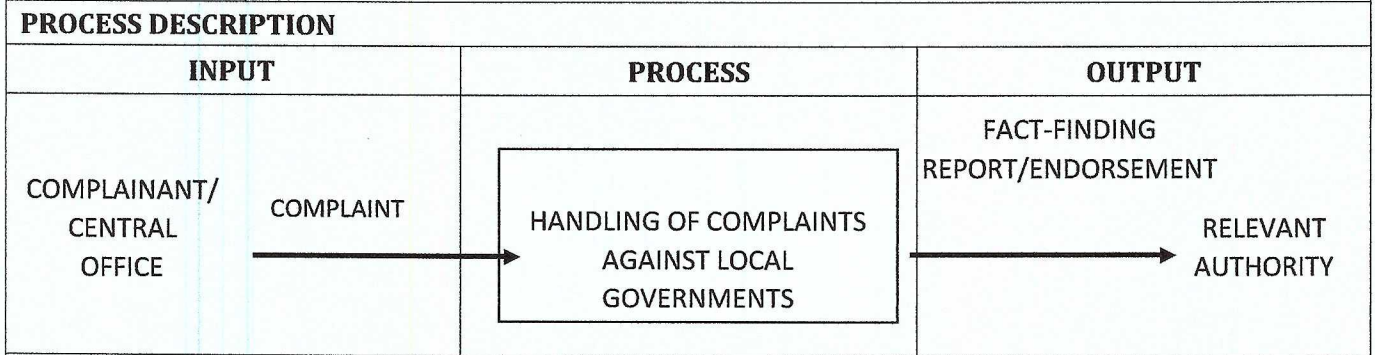 PROCESS DESCRIPTION
INPUT
PROCESS
OUTPUT
COMPLAINANT/
CENTRAL
OFFICE
COMPLAINT
HANDLING OF COMPLAINTS
AGAINST LOCAL
GOVERNMENTS
FACT-FINDING
REPORT/ENDORSEMENT
RELEVANT
AUTHORITY